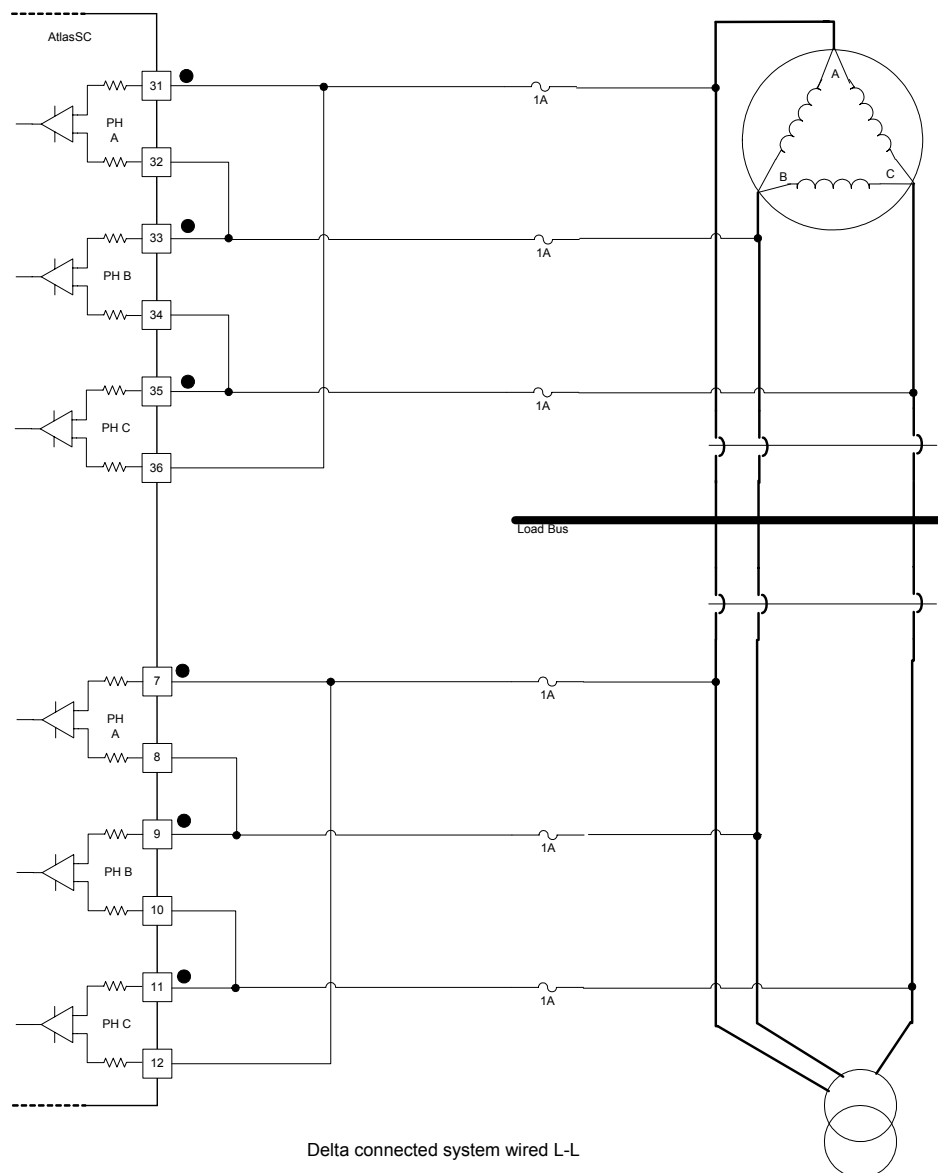 AtlasSC
31
1A
A
PH
A
32
B
C
33
1A
PH B
34
35
1A
PH C
36
Load Bus
7
1A
PH
A
8
9
1A
PH B
10
11
1A
PH C
12
Delta connected system wired L-L